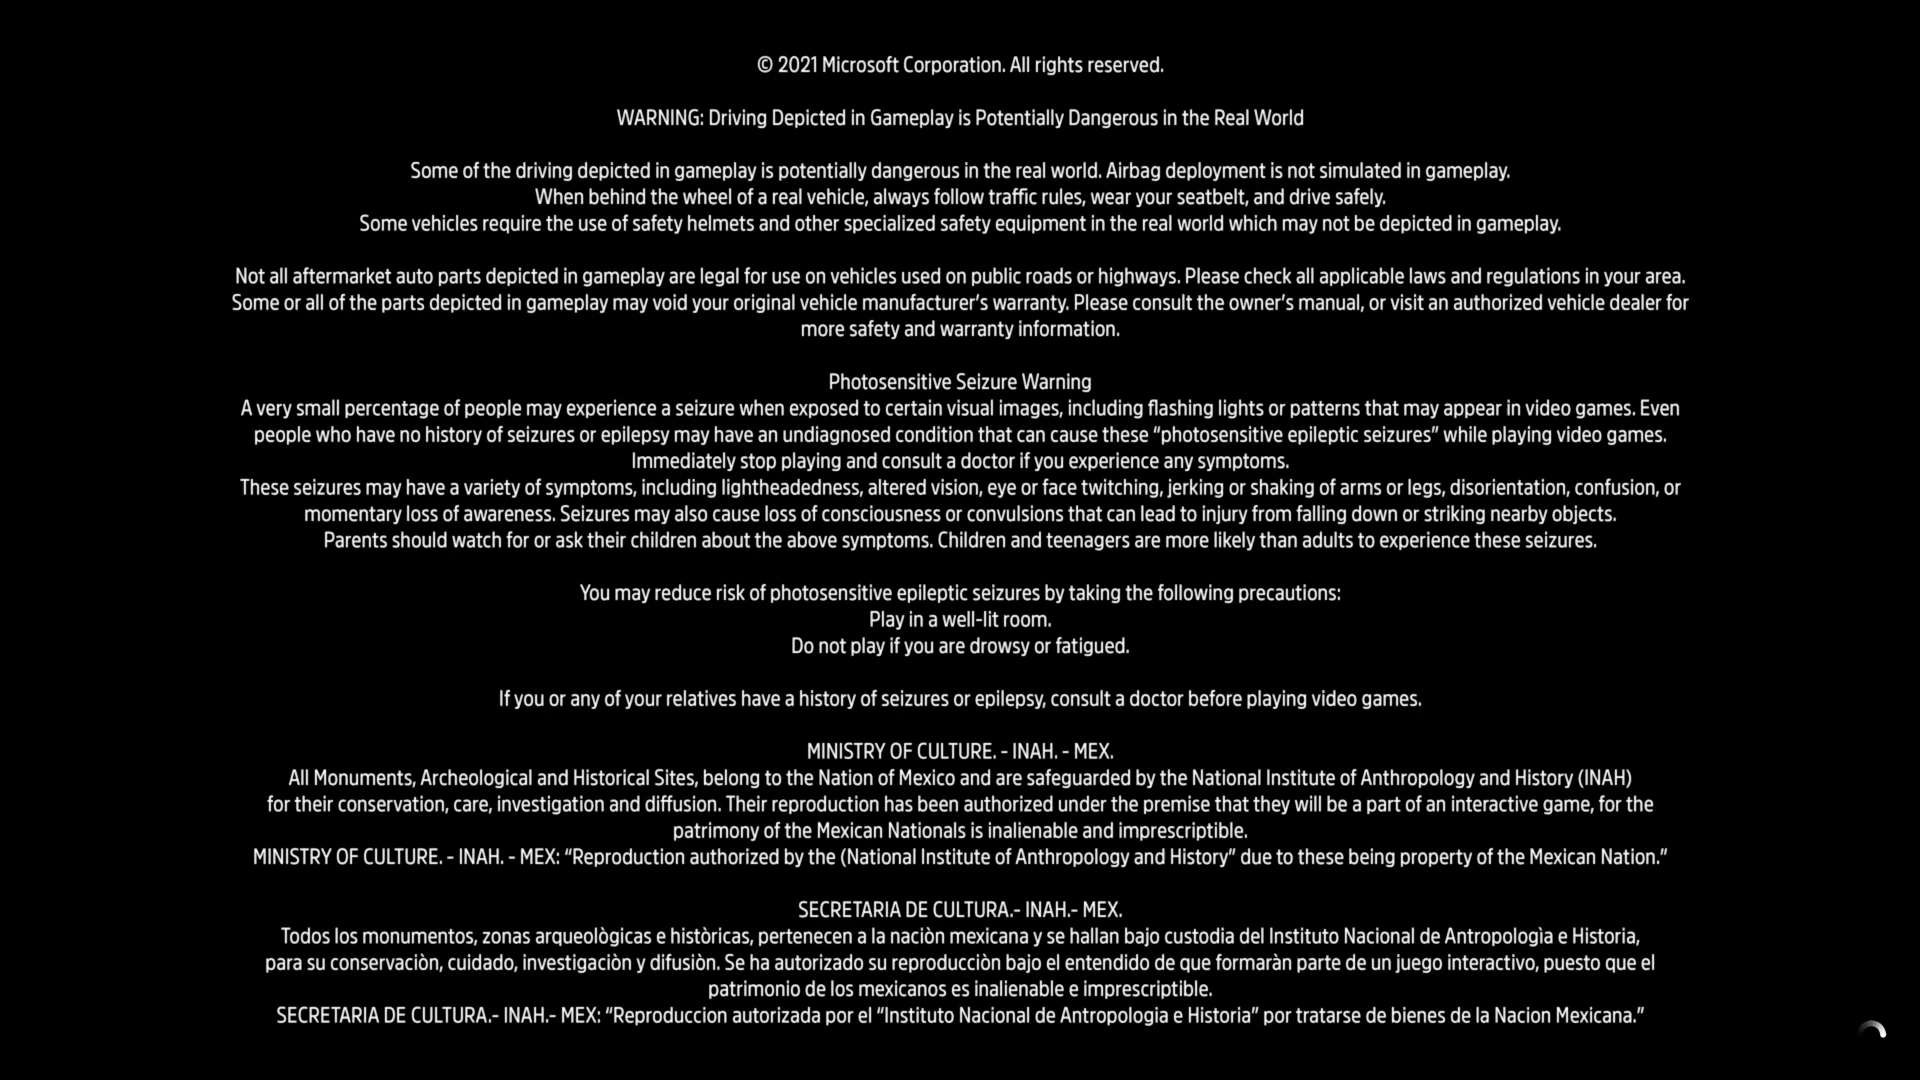 © 2021 Microsoft Corporation. All rights reserved.
WARNING: Driving Depicted in Gameplay is Potentially Dangerous in the Real World
Some of the driving depicted in gameplay is potentially dangerous in the real world. Airbag deployment is not simulated in gameplay.
When behind the wheel of a real vehicle, always follow traffic rules, wear your seatbelt, and drive safely.
Some vehicles require the use of safety helmets and other specialized safety equipment in the real world which may not be depicted in gameplay.
Not all aftermarket auto parts depicted in gameplay are legal for use on vehicles used on public roads or highways. Please check all applicable laws and regulations in your area.
Some or all of the parts depicted in gameplay may void your original vehicle manufacturer’s warranty. Please consult the owner’s manual, or visit an authorized vehicle dealer for
more safety and warranty information.
Photosensitive Seizure Warning
A very small percentage of people may experience a seizure when exposed to certain visual images, including flashing lights or patterns that may appear in video games. Even
people who have no history of seizures or epilepsy may have an undiagnosed condition that can cause these “photosensitive epileptic seizures” while playing video games.
Immediately stop playing and consult a doctor if you experience any symptoms.
These seizures may have a variety of symptoms, including lightheadedness, altered vision, eye or face twitching, jerking or shaking of arms or legs, disorientation, confusion, or
momentary loss of awareness. Seizures may also cause loss of consciousness or convulsions that can lead to injury from falling down or striking nearby objects.
Parents should watch for or ask their children about the above symptoms. Children and teenagers are more likely than adults to experience these seizures.
You may reduce risk of photosensitive epileptic seizures by taking the following precautions:
Play in a well-lit room.
Do not play if you are drowsy or fatigued.
If you or any of your relatives have a history of seizures or epilepsy, consult a doctor before playing video games.
MINISTRY OF CULTURE. - INAH. - MEX.
All Monuments, Archeological and Historical Sites, belong to the Nation of Mexico and are safeguarded by the National Institute of Anthropology and History (INAH)
for their conservation, care, investigation and diffusion. Their reproduction has been authorized under the premise that they will be a part of an interactive game, for the
patrimony of the Mexican Nationals is inalienable and imprescriptible.
MINISTRY OF CULTURE. - INAH. - MEX: “Reproduction authorized by the (National Institute of Anthropology and History” due to these being property of the Mexican Nation.”
SECRETARIA DE CULTURA.- INAH.- MEX.
Todos los monumentos, zonas arqueològicas e històricas, pertenecen a la naciòn mexicana y se hallan bajo custodia del Instituto Nacional de Antropologìa e Historia,
para su conservaciòn, cuidado, investigaciòn y difusiòn. Se ha autorizado su reproducciòn bajo el entendido de que formaràn parte de un juego interactivo, puesto que el
patrimonio de los mexicanos es inalienable e imprescriptible.
SECRETARIA DE CULTURA.- INAH.- MEX: “Reproduccion autorizada por el “Instituto Nacional de Antropologia e Historia” por tratarse de bienes de la Nacion Mexicana.”